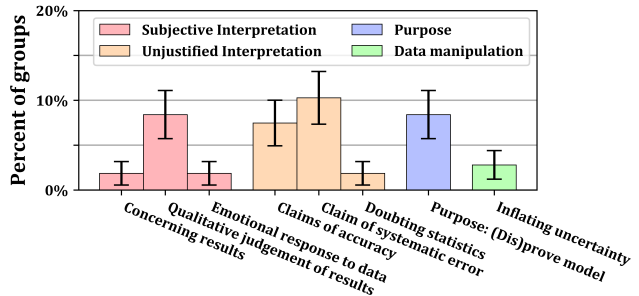 Percent of groups
20%
10%
0%
Subjective Interpretation
Unjustified Interpretation
Purpose
Data manipulation
Concerning results
Qualitative judgement of results
Emotional response to data
Claims of accuracy
Claim of systematic error
Doubting statistics
Purpose: (Dis)prove model
Inflating uncertainty